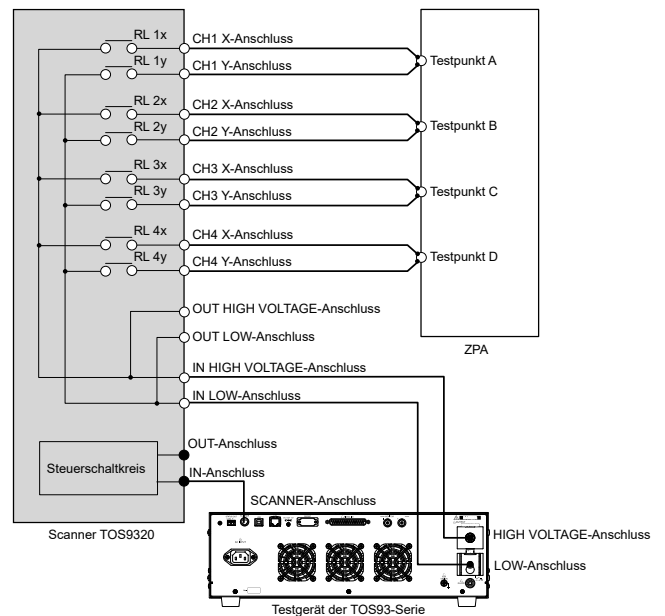 RL 1x
CH1 X-Anschluss
RL 1y
CH1 Y-Anschluss
Testpunkt A
RL 2x
CH2 X-Anschluss
RL 2y
CH2 Y-Anschluss
Testpunkt B
RL 3x
CH3 X-Anschluss
RL 3y
CH3 Y-Anschluss
Testpunkt C
RL 4x
CH4 X-Anschluss
RL 4y
CH4 Y-Anschluss
Testpunkt D
OUT HIGH VOLTAGE-Anschluss
OUT LOW-Anschluss
ZPA
IN HIGH VOLTAGE-Anschluss
IN LOW-Anschluss
OUT-Anschluss
Steuerschaltkreis
IN-Anschluss
SCANNER-Anschluss
Scanner TOS9320
HIGH VOLTAGE-Anschluss
LOW-Anschluss
Testgerät der TOS93-Serie